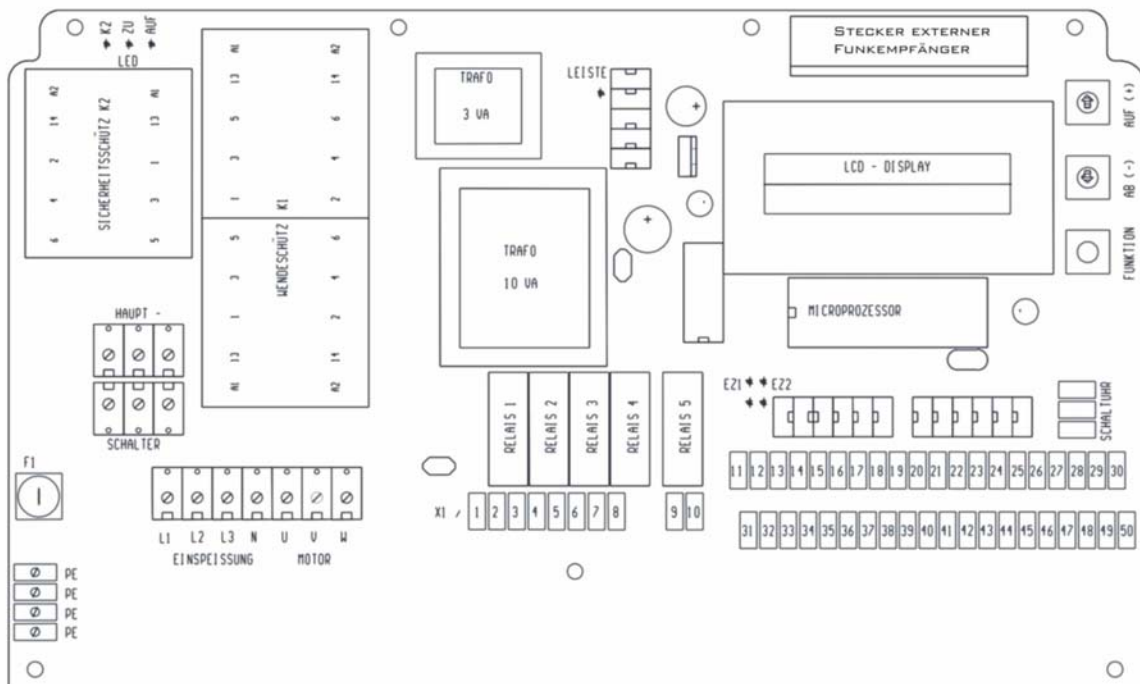 K2 ZU AUF
LED
A2 A1
14 13
2 1
4 3
6 5
SICHERHEITSSCHÜTZ K2
A1 A2
13 14
5 6
3 4
1 2
WENDESCHÜTZ K1
5 6
3 4
1 2
13 14
A1 A2
TRAFO
3 VA
LEISTE
STECKER EXTERNER
FUNKEMPFÄNGER
AUF (+)
AB (-)
FUNKTION
LCD - DISPLAY
TRAFO
10 VA
MICROPROZESSOR
HAUPT -
SCHALTER
F1
RELAIS 1
RELAIS 2
RELAIS 3
RELAIS 4
RELAIS 5
EZ1 EZ2
SCHALTUHR
L1 L2 L3 N U V W
EINSPEISSUNG MOTOR
X1 / 1 2 3 4 5 6 7 8 9 10
11 12 13 14 15 16 17 18 19 20 21 22 23 24 25 26 27 28 29 30
31 32 33 34 35 36 37 38 39 40 41 42 43 44 45 46 47 48 49 50
PE
PE
PE
PE